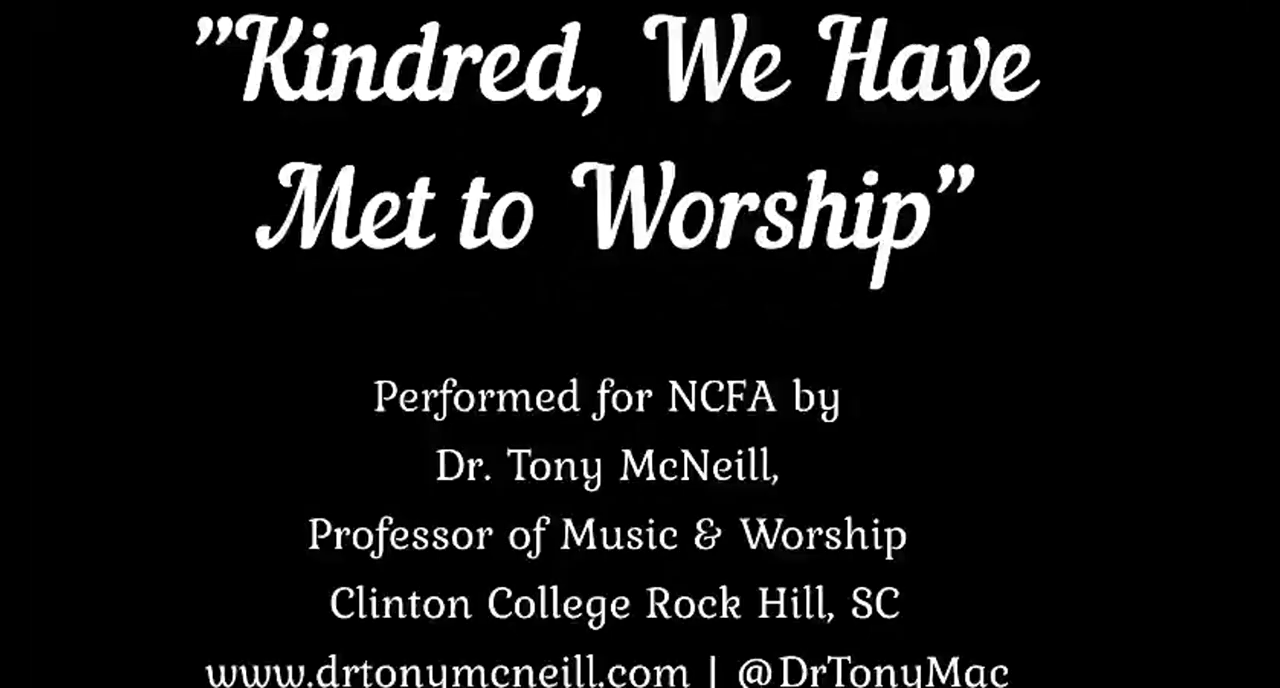 ”Kindred, We Have
Met to Worship”
Performed for NCFA by
Dr. Tony McNeill,
Professor of Music & Worship
Clinton College Rock Hill, SC
www.drtonymcneill.com | @DrTonyMac